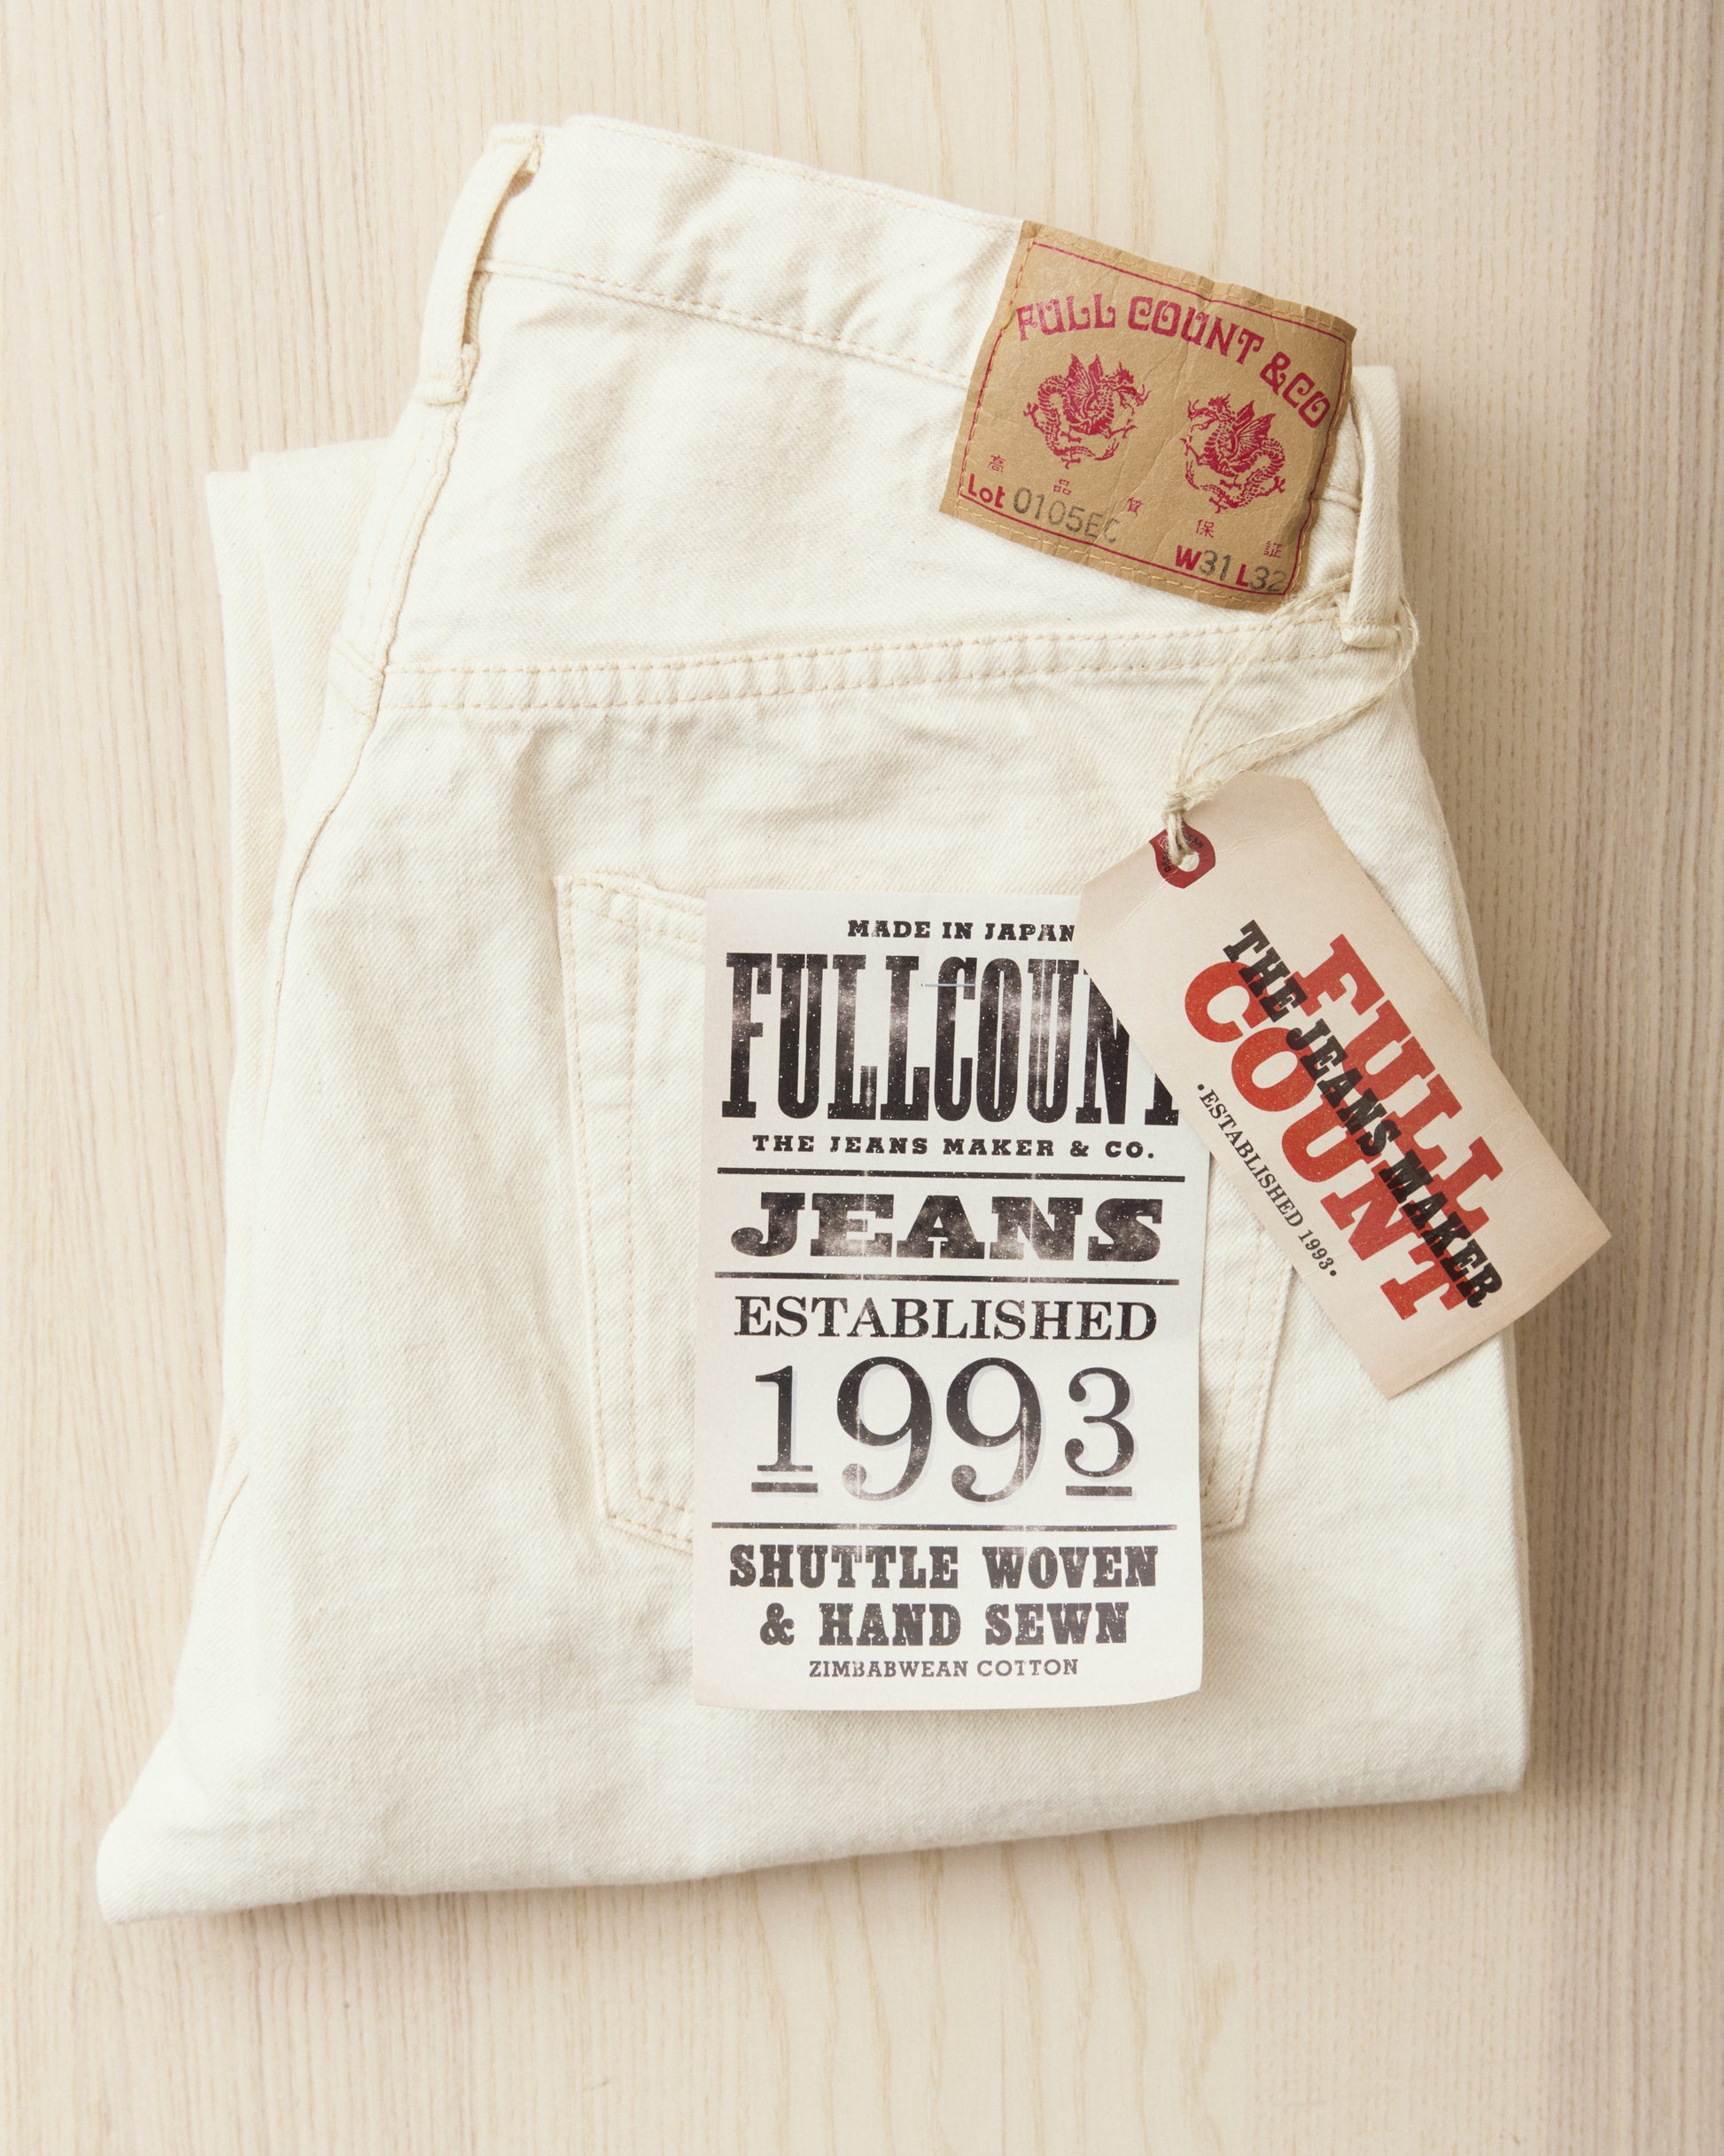 FULL COUNT &CO
高品質保証
Lot 0105EC
W31 L32
MADE IN JAPAN
FULLCOUNT
THE JEANS MAKER & CO.
JEANS
ESTABLISHED
1993
SHUTTLE WOVEN
& HAND SEWN
ZIMBABWEAN COTTON
FULL
THE JEANS MAKER
COUNT
•ESTABLISHED 1993•